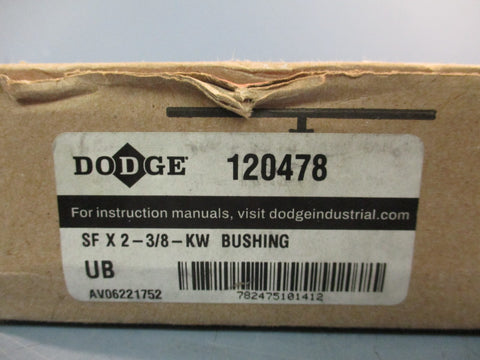 DODGE 120478
For instruction manuals, visit dodgeindustrial.com
SF X 2-3/8-KW BUSHING
UB
AV06221752 782475101412